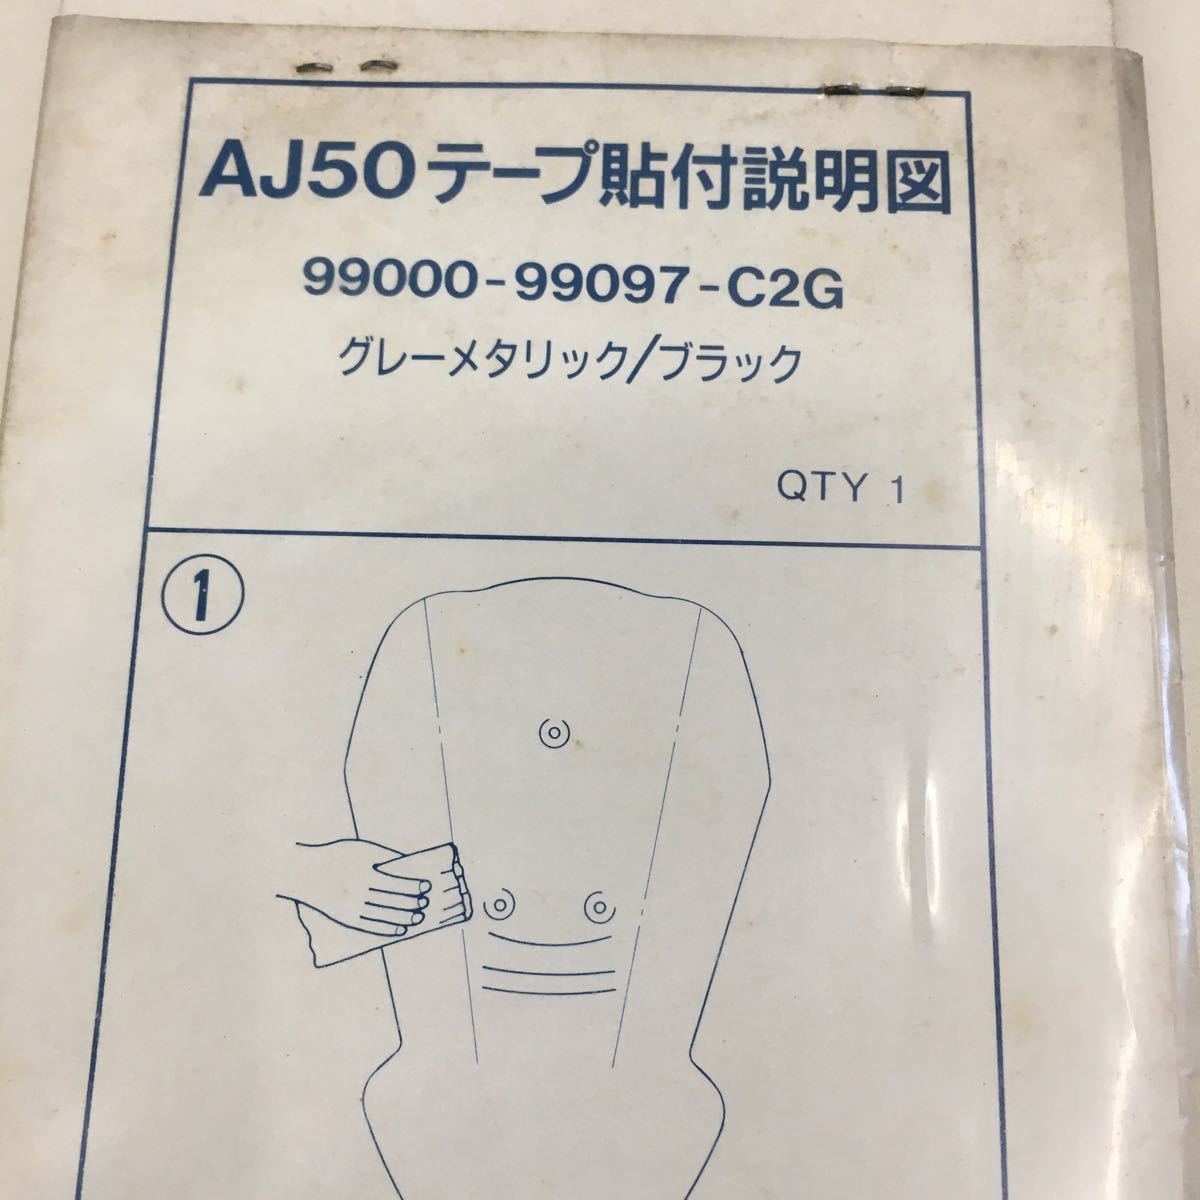 AJ50テープ貼付説明図
99000-99097-C2G
グレーメタリック/ブラック
QTY 1
1